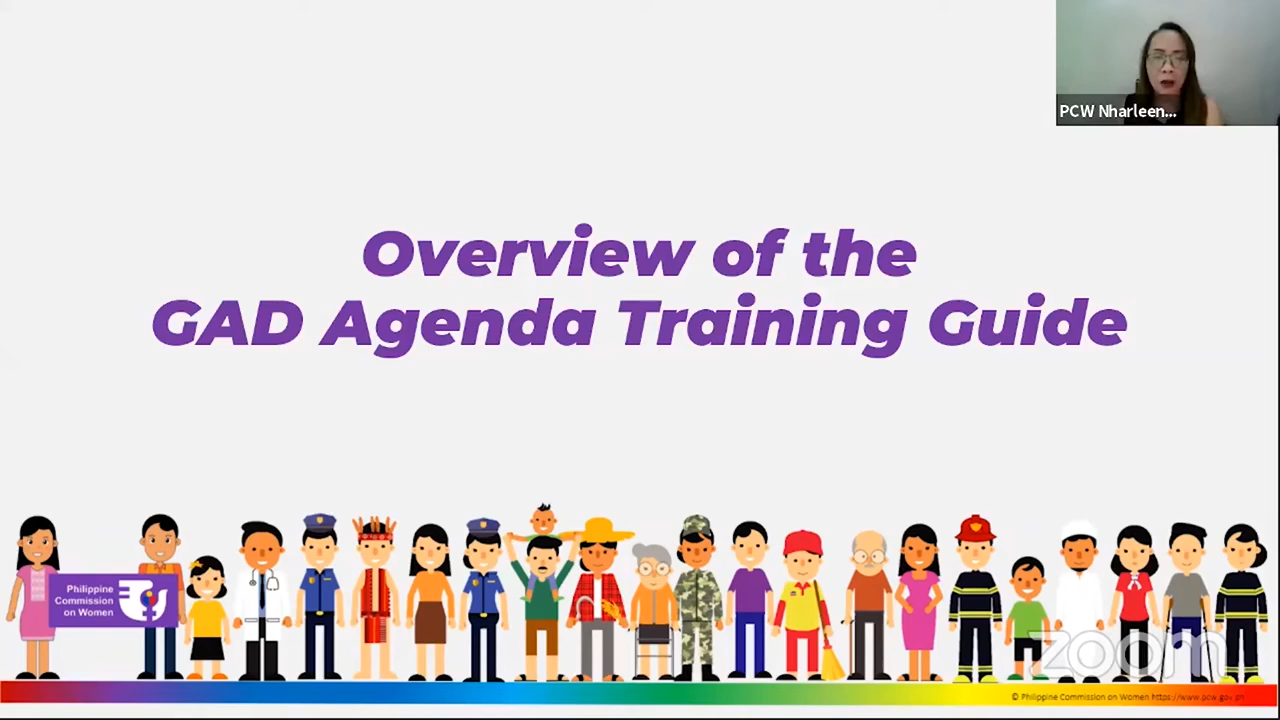 PCW Nharleen...
Overview of the
GAD Agenda Training Guide
Philippine
Commission
on Women
zoom
© Philippine Commission on Women https://www.pcw.gov.ph